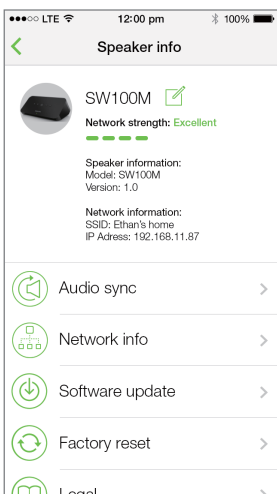 LTE 12:00 pm 100%
Speaker info
SW100M
Network strength: Excellent
Speaker information:
Model: SW100M
Version: 1.0
Network information:
SSID: Ethan's home
IP Adress: 192.168.11.87
Audio sync
Network info
Software update
Factory reset
Legal